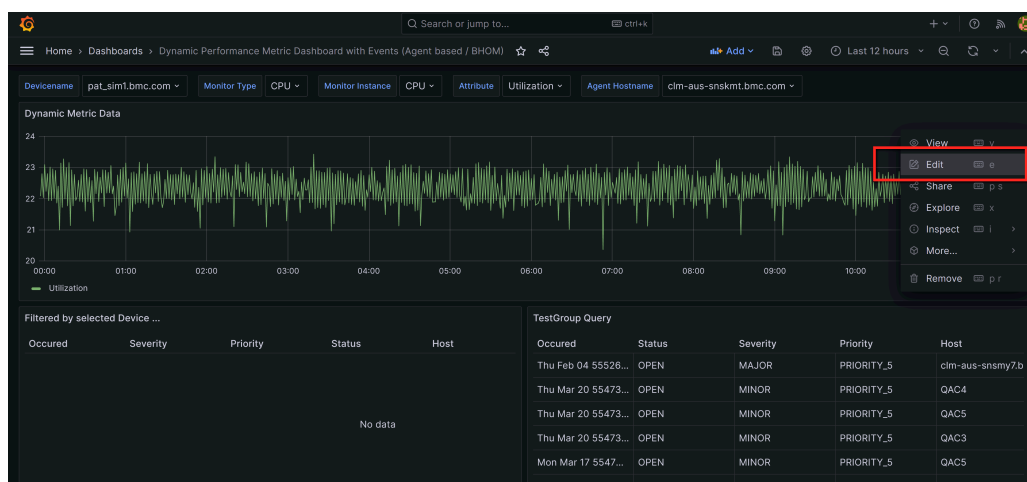 Search or jump to... ctrl+k
Home › Dashboards › Dynamic Performance Metric Dashboard with Events (Agent based / BHOM) Add Last 12 hours
Devicename pat_sim1.bmc.com Monitor Type CPU Monitor Instance CPU Attribute Utilization Agent Hostname clm-aus-snskmt.bmc.com
Dynamic Metric Data
24
23
22
21
20
00:00 01:00 02:00 03:00 04:00 05:00 06:00 07:00 08:00 09:00 10:00
Utilization
View v
Edit e
Share p s
Explore x
Inspect i
More...
Remove p r
Filtered by selected Device ...
Occured Severity Priority Status Host
No data
TestGroup Query
Occured Status Severity Priority Host
Thu Feb 04 55526... OPEN MAJOR PRIORITY_5 clm-aus-snsmy7.b
Thu Mar 20 55473... OPEN MINOR PRIORITY_5 QAC4
Thu Mar 20 55473... OPEN MINOR PRIORITY_5 QAC5
Thu Mar 20 55473... OPEN MINOR PRIORITY_5 QAC3
Mon Mar 17 5547... OPEN MINOR PRIORITY_5 QAC5